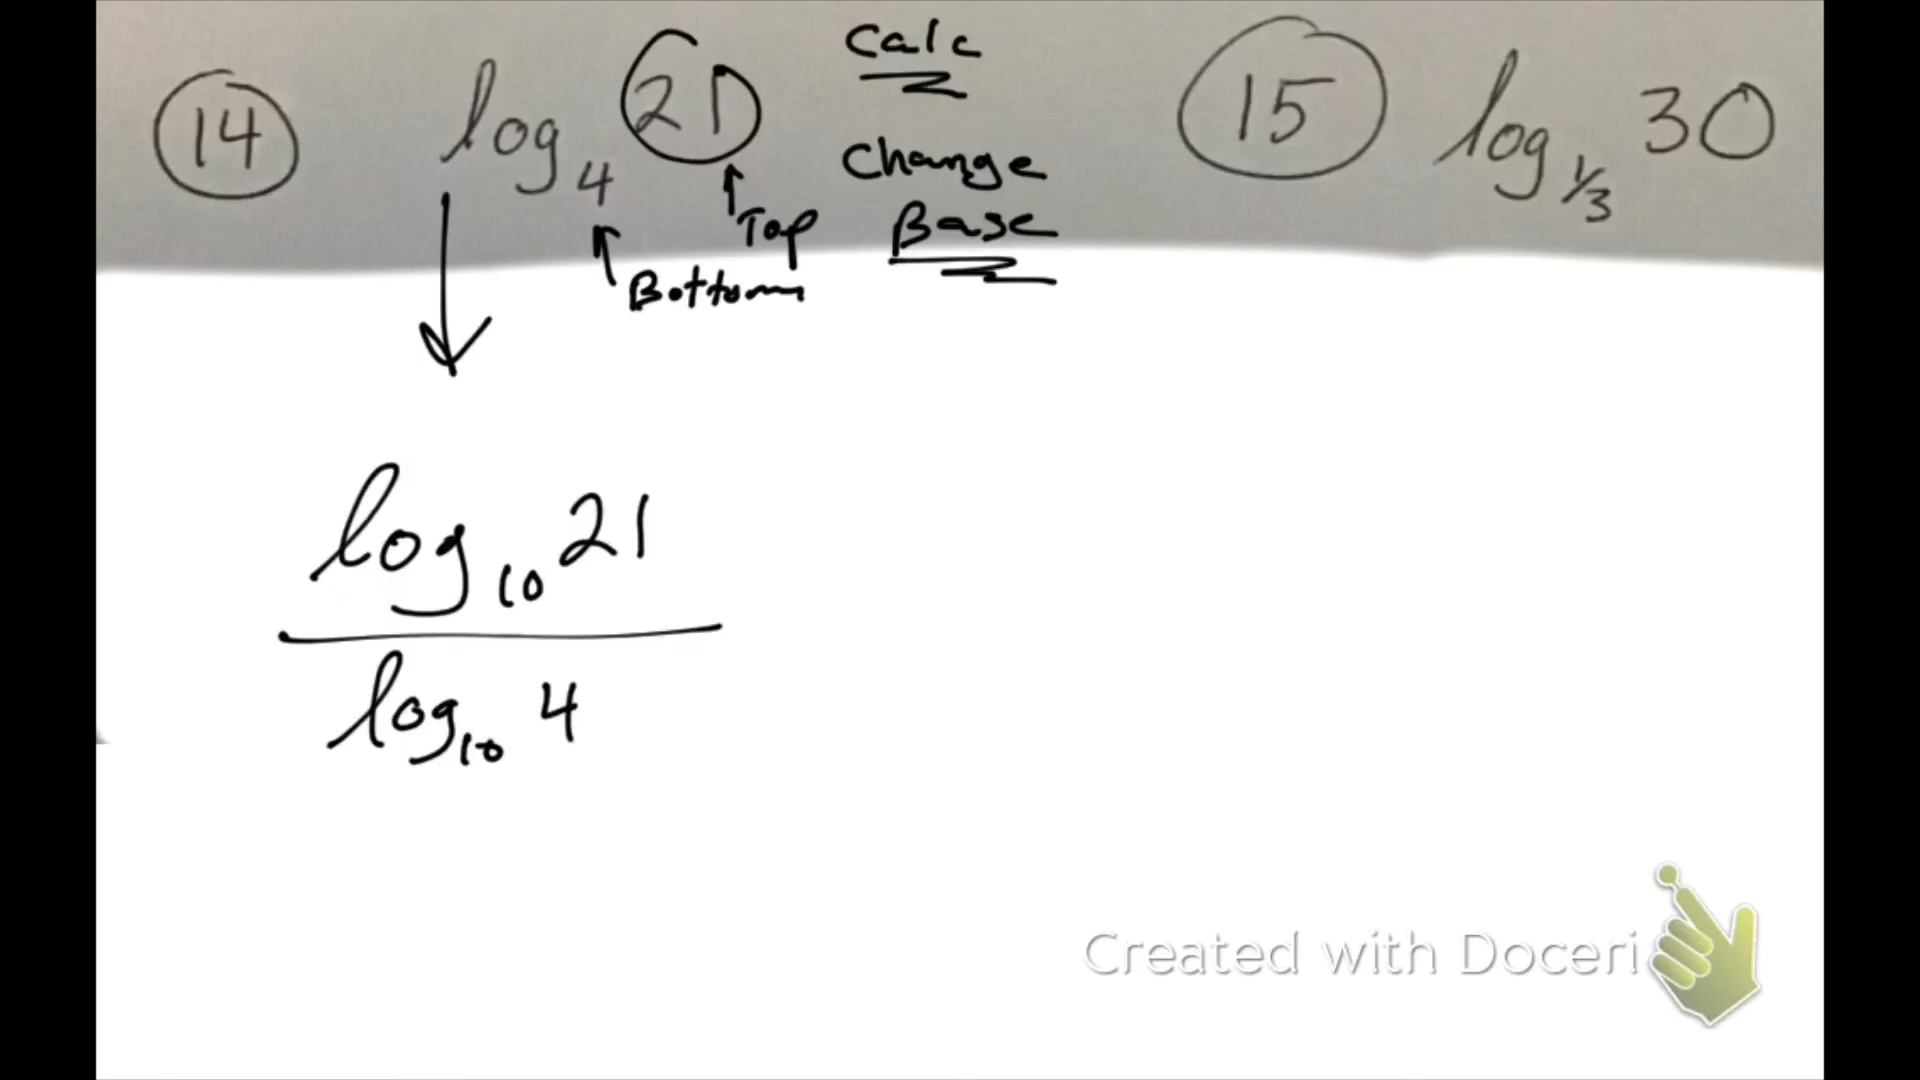 14 log₄ 21 Calc
Change
Base
Top
Bottom
15 log₁/₃ 30
log₁₀ 21
log₁₀ 4
Created with Doceri